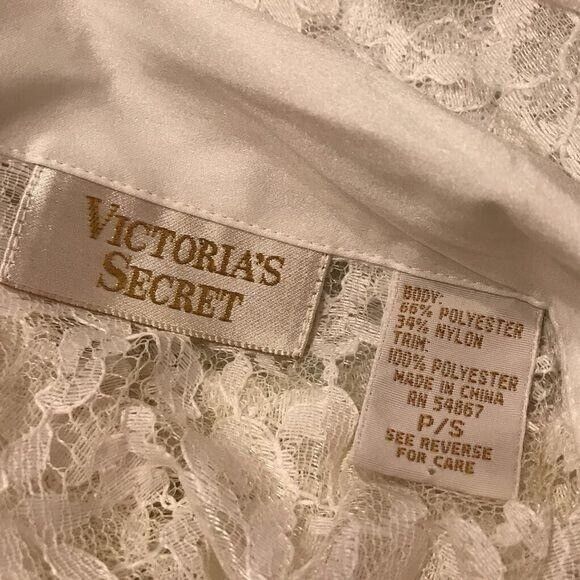 VICTORIA'S
SECRET
BODY:
66% POLYESTER
34% NYLON
TRIM:
100% POLYESTER
MADE IN CHINA
RN 54867
P/S
SEE REVERSE
FOR CARE